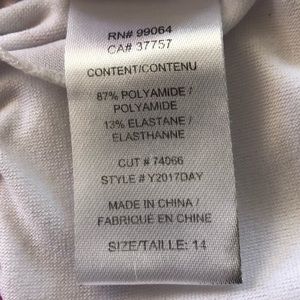 RN# 99064
CA# 37757
CONTENT/CONTENU
87% POLYAMIDE /
POLYAMIDE
13% ELASTANE /
ELASTHANNE
CUT # 74066
STYLE # Y2017DAY
MADE IN CHINA /
FABRIQUÉ EN CHINE
SIZE/TAILLE: 14